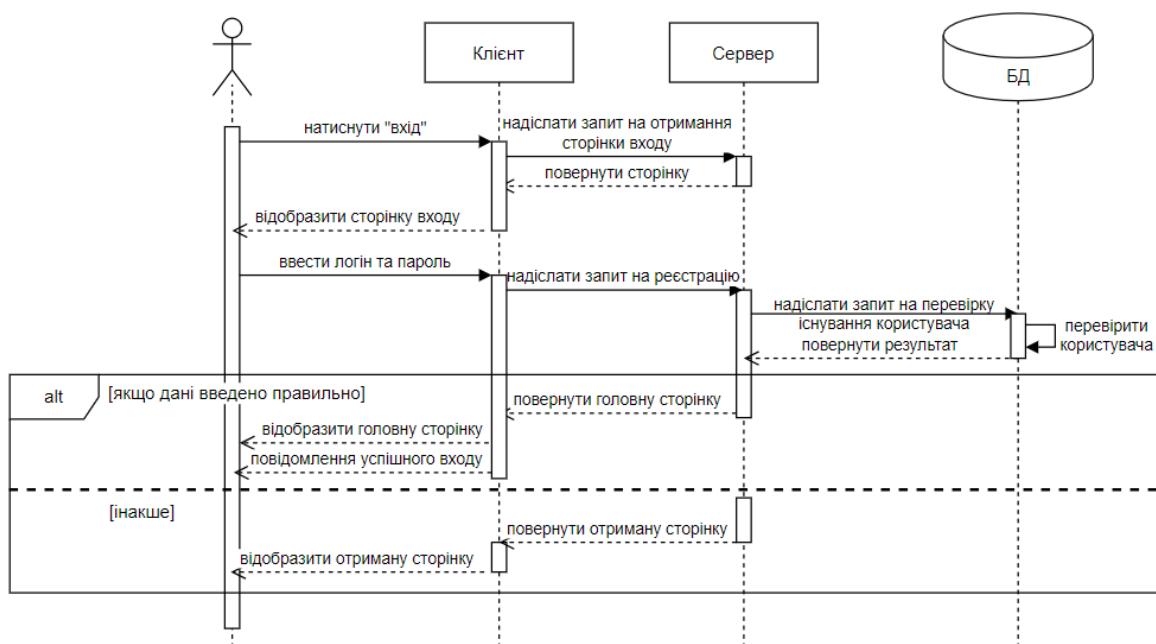 Клієнт
Сервер
БД
натиснути "вхід"
надіслати запит на отримання
сторінки входу
повернути сторінку
відобразити сторінку входу
ввести логін та пароль
надіслати запит на реєстрацію
надіслати запит на перевірку
існування користувача
повернути результат
перевірити
користувача
alt
[якщо дані введено правильно]
повернути головну сторінку
відобразити головну сторінку
повідомлення успішного входу
[інакше]
повернути отриману сторінку
відобразити отриману сторінку